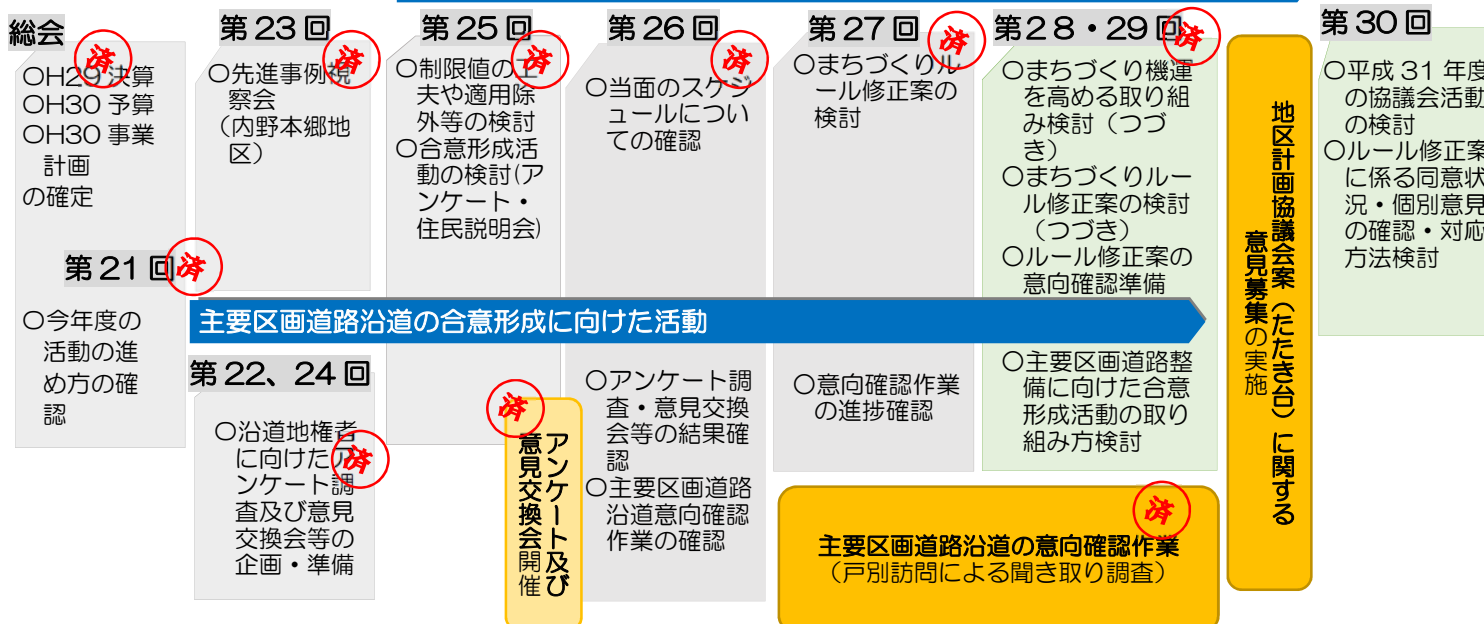 総会
済
〇H29 決算
〇H30 予算
〇H30 事業
計画
の確定
第21回
済
〇今年度の
活動の進
め方の確
認
第23回
済
〇先進事例視
察会
(内野本郷地
区)
主要区画道路沿道の合意形成に向けた活動
第22、24回
〇沿道地権者
に向けたア
ンケート調
査及び意見
交換会等の
企画・準備
済
第25回
済
〇制限値の工
夫や適用除
外等の検討
〇合意形成活
動の検討(ア
ンケート・
住民説明会)
済
アンケート及び
意見交換会開催
第26回
済
〇当面のスケジ
ュールについ
ての確認
〇アンケート調
査・意見交換
会等の結果確
認
〇主要区画道路
沿道意向確認
作業の確認
第27回
済
〇まちづくりル
ール修正案の
検討
〇意向確認作業
の進捗確認
第28・29回
済
〇まちづくり機運
を高める取り組
み検討(つづ
き)
〇まちづくりルー
ル修正案の検討
(つづき)
〇ルール修正案の
意向確認準備
〇主要区画道路整
備に向けた合意
形成活動の取り
組み方検討
済
主要区画道路沿道の意向確認作業
(戸別訪問による聞き取り調査)
地区計画協議会案(たたき台)に関する
意見募集の実施
第30回
〇平成31年度
の協議会活動
の検討
〇ルール修正案
に係る同意状
況・個別意見
の確認・対応
方法検討